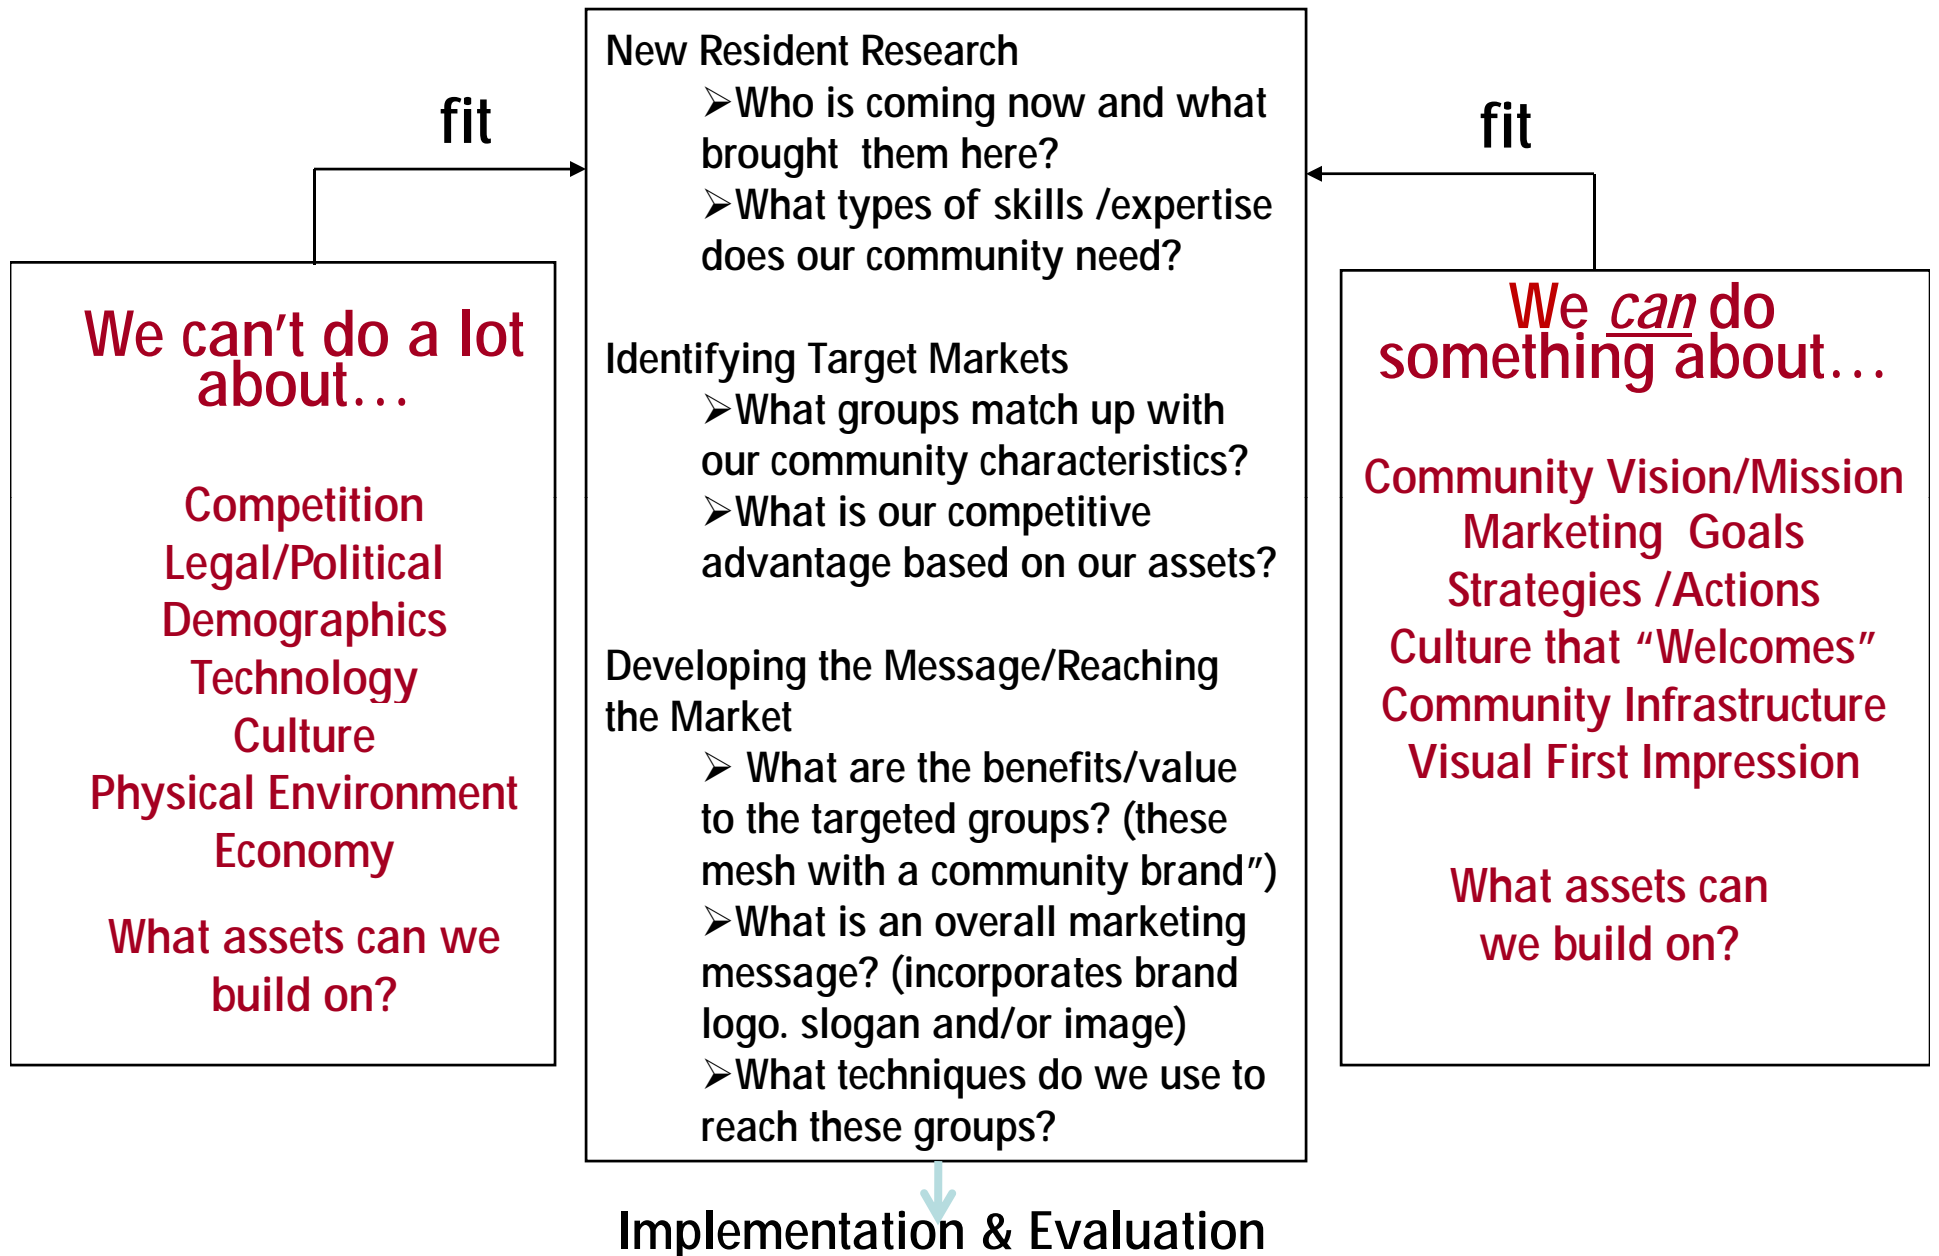 fit
We can't do a lot
about…
Competition
Legal/Political
Demographics
Technology
Culture
Physical Environment
Economy
What assets can we
build on?
New Resident Research
➢Who is coming now and what
brought them here?
➢What types of skills /expertise
does our community need?
Identifying Target Markets
➢What groups match up with
our community characteristics?
➢What is our competitive
advantage based on our assets?
Developing the Message/Reaching
the Market
➢ What are the benefits/value
to the targeted groups? (these
mesh with a community brand”)
➢What is an overall marketing
message? (incorporates brand
logo. slogan and/or image)
➢What techniques do we use to
reach these groups?
fit
We can do
something about…
Community Vision/Mission
Marketing Goals
Strategies /Actions
Culture that “Welcomes”
Community Infrastructure
Visual First Impression
What assets can
we build on?
Implementation & Evaluation